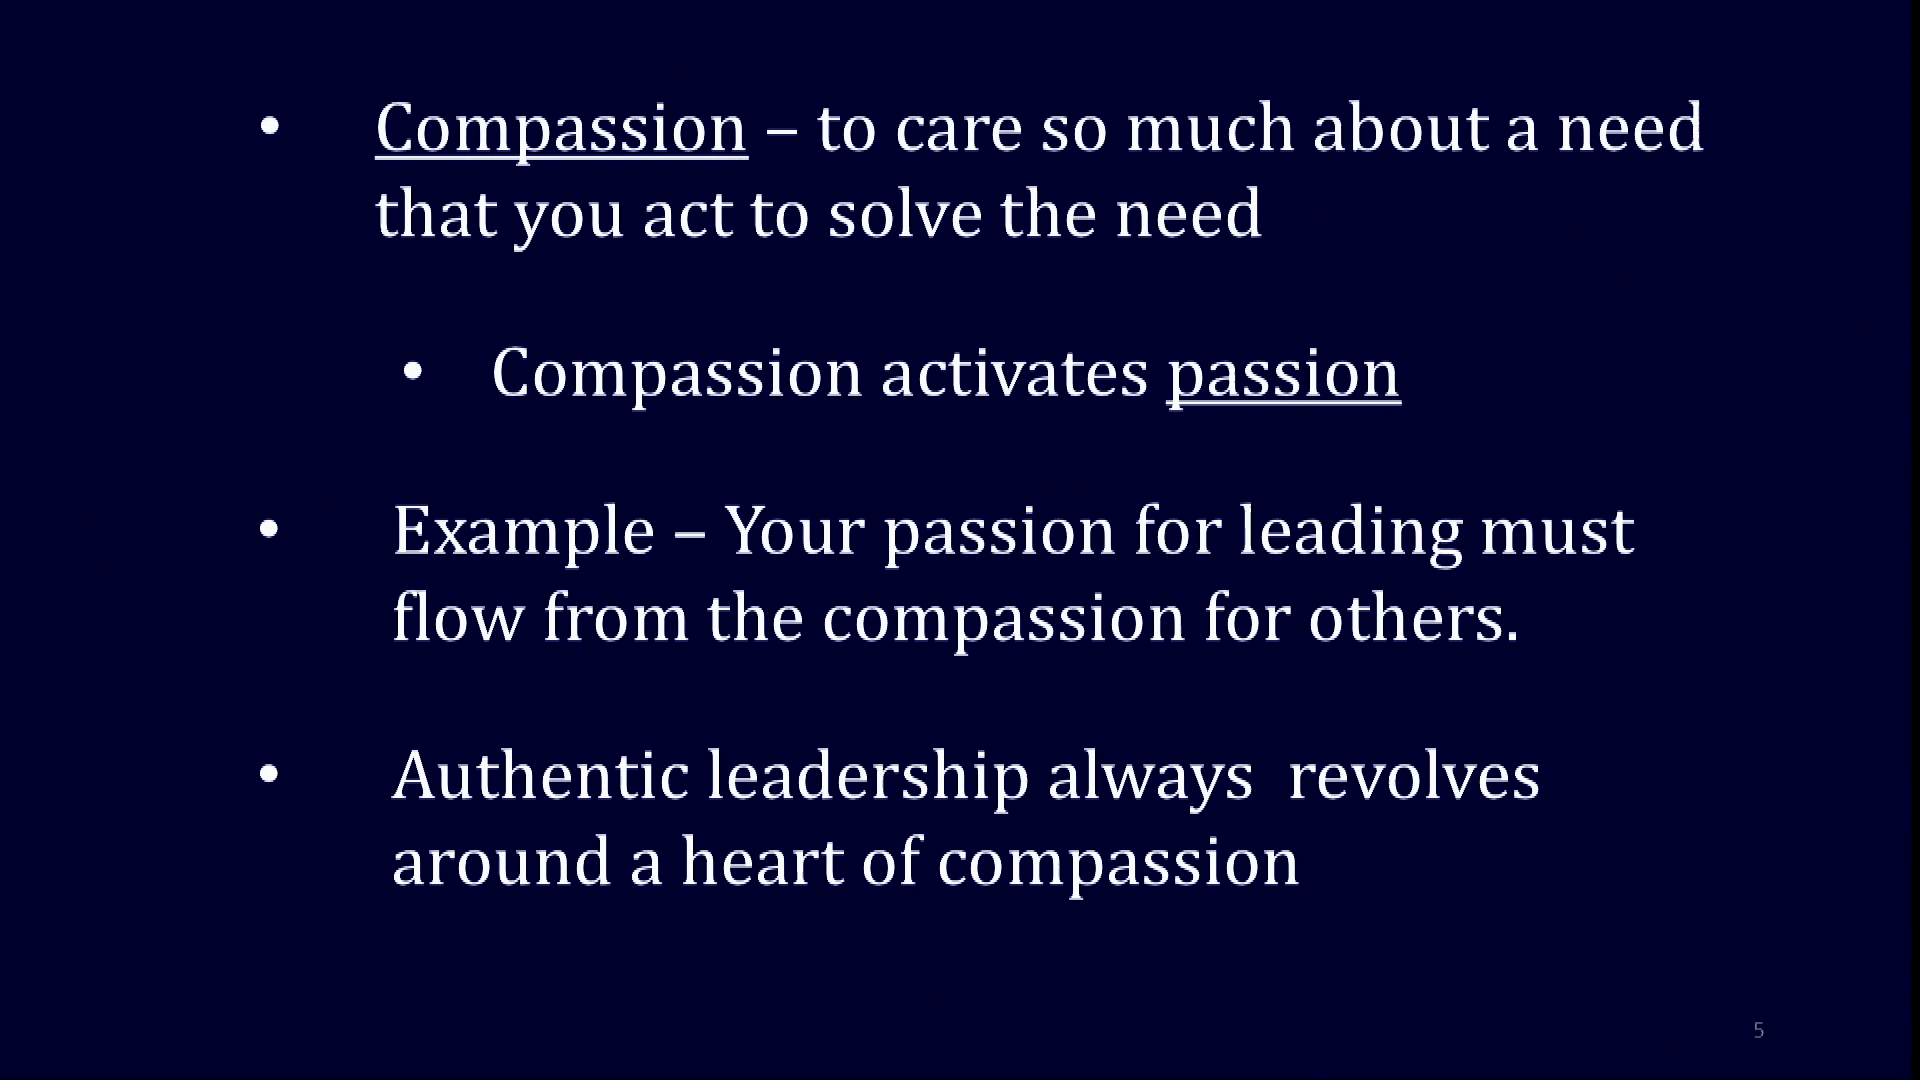 • Compassion – to care so much about a need
that you act to solve the need
• Compassion activates passion
• Example – Your passion for leading must
flow from the compassion for others.
• Authentic leadership always  revolves
around a heart of compassion
5